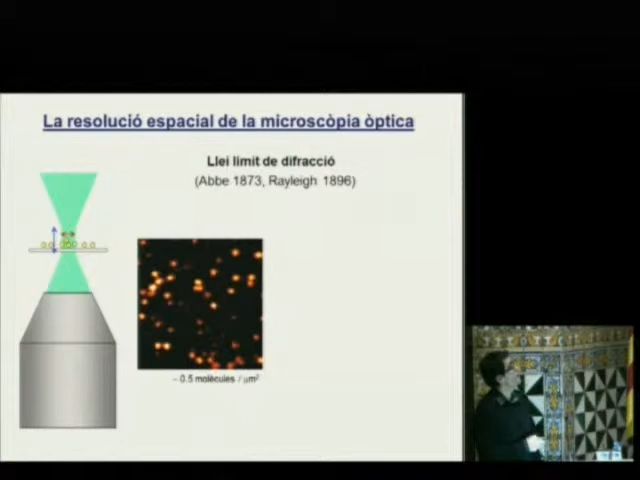 La resolució espacial de la microscòpia òptica
Llei límit de difracció
(Abbe 1873, Rayleigh 1896)
~ 0.5 molècules / μm²